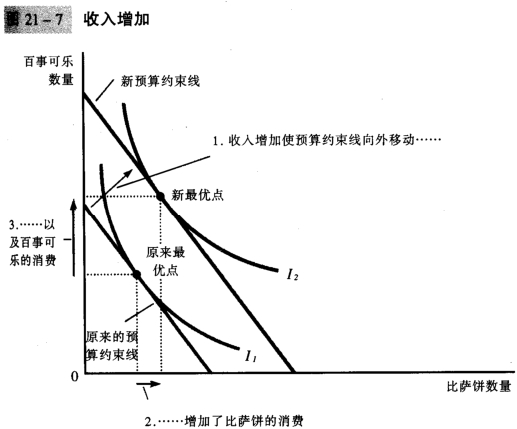 图 21-7 收入增加
百事可乐
数量
新预算约束线
1. 收入增加使预算约束线向外移动……
新最优点
3. ……以
及百事可
乐的消费
原来最
优点
I₂
原来的预
算约束线
I₁
0
比萨饼数量
2. ……增加了比萨饼的消费